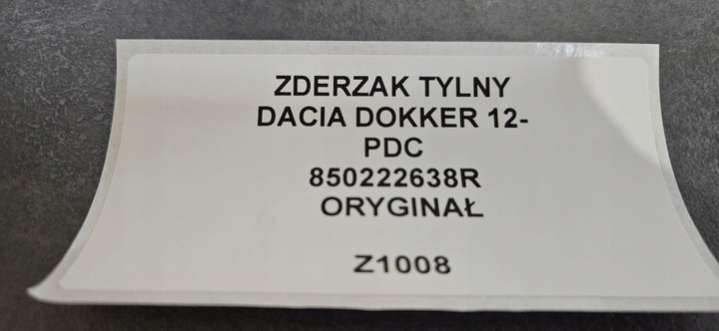 ZDERZAK TYLNY
DACIA DOKKER 12-
PDC
850222638R
ORYGINAŁ
Z1008